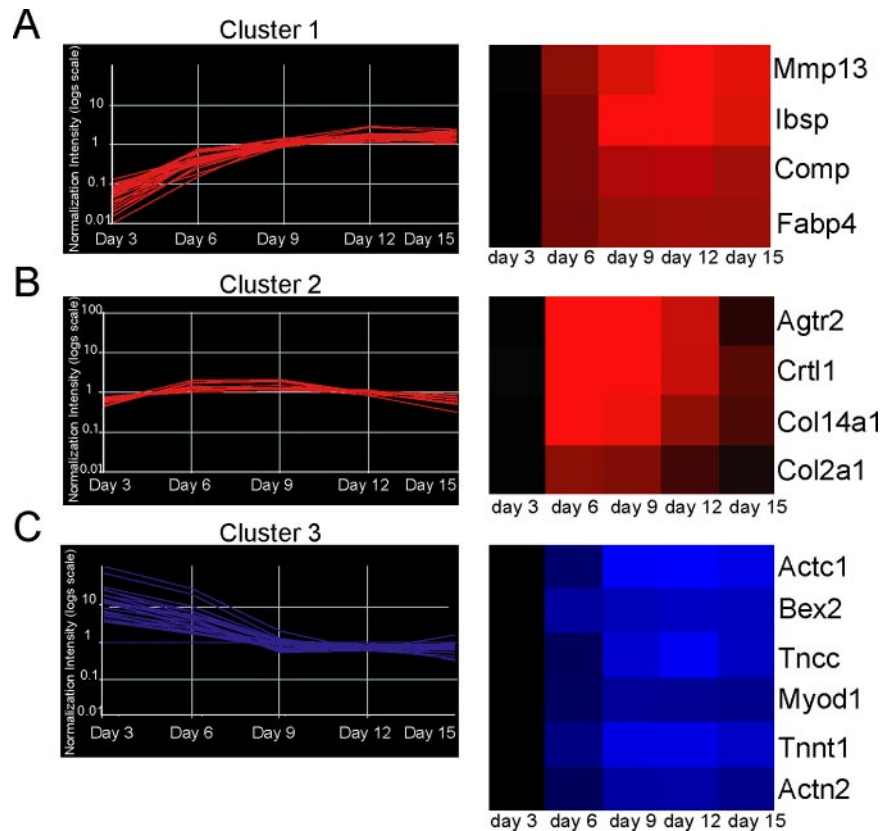 A
Cluster 1
Normalization Intensity (logs scale)
10
1
0.1
0.01
Day 3
Day 6
Day 9
Day 12
Day 15
Mmp13
Ibsp
Comp
Fabp4
day 3
day 6
day 9
day 12
day 15
B
Cluster 2
Normalization Intensity (logs scale)
100
10
1
0.1
0.01
Day 3
Day 6
Day 9
Day 12
Day 15
Agtr2
Crtl1
Col14a1
Col2a1
day 3
day 6
day 9
day 12
day 15
C
Cluster 3
Normalization Intensity (logs scale)
10
1
0.1
0.01
Day 3
Day 6
Day 9
Day 12
Day 15
Actc1
Bex2
Tncc
Myod1
Tnnt1
Actn2
day 3
day 6
day 9
day 12
day 15